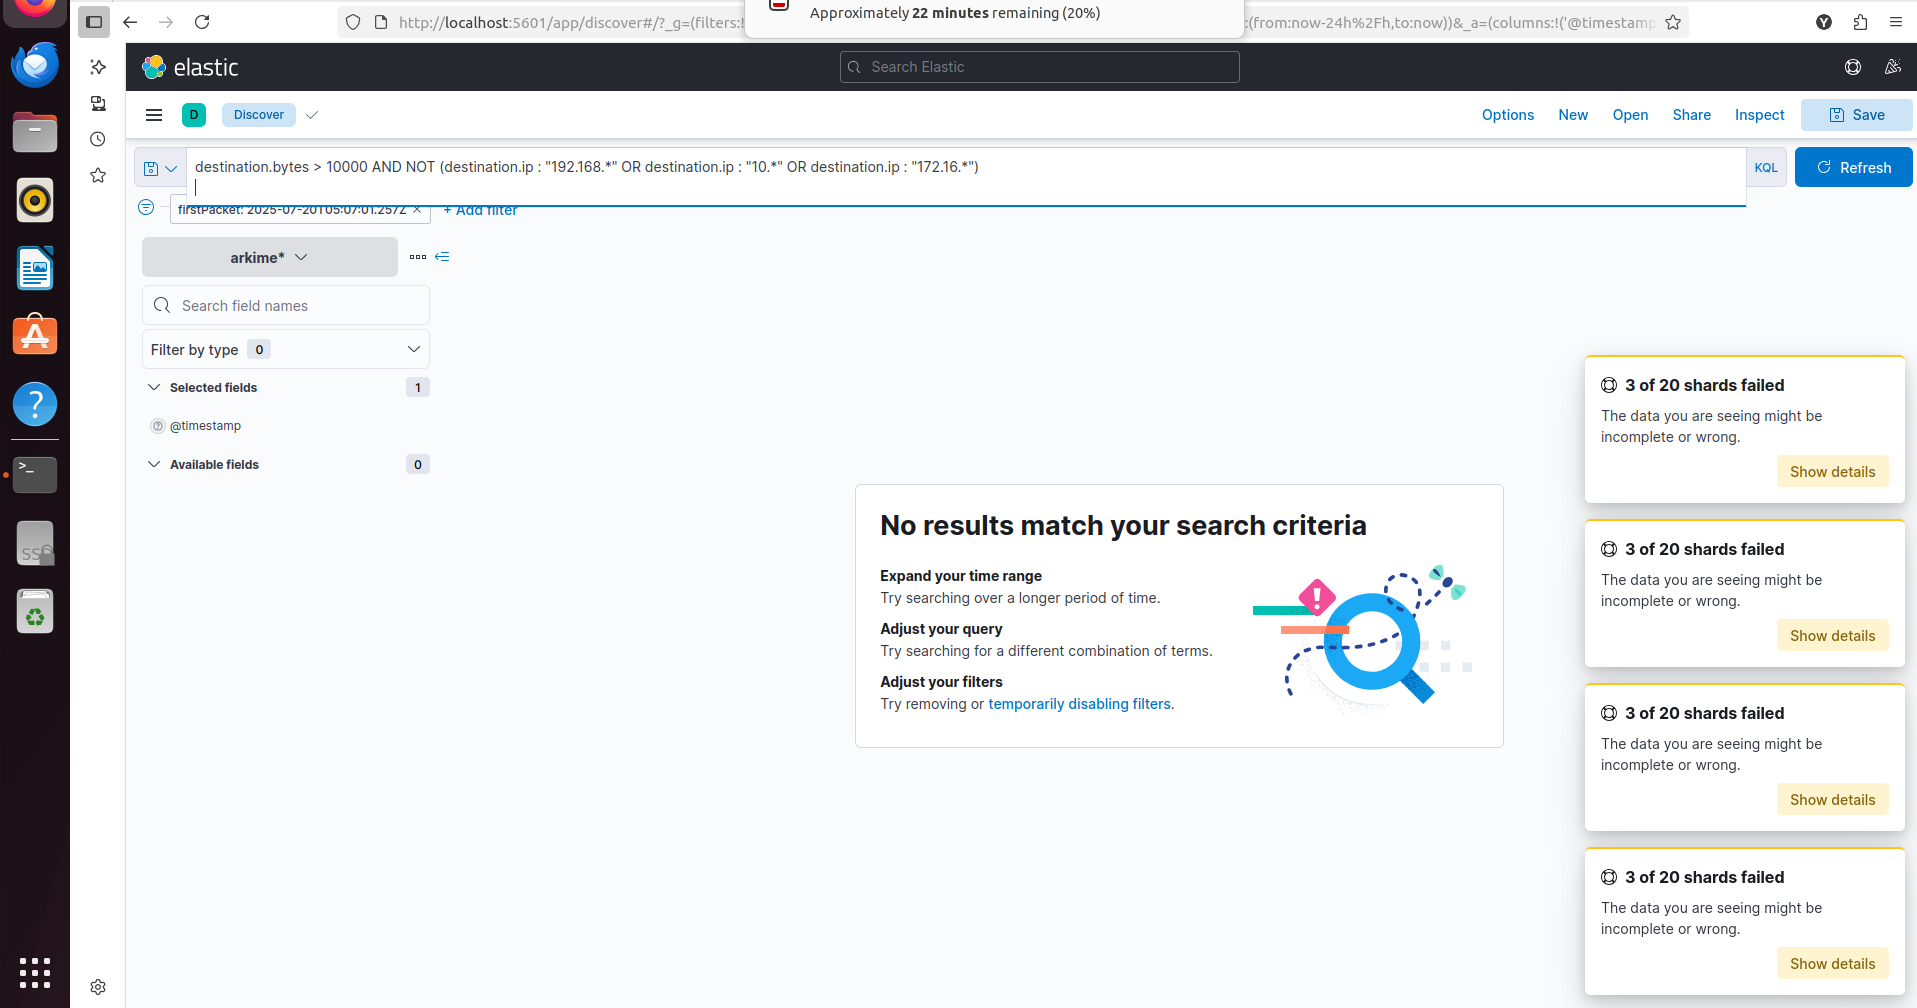 http://localhost:5601/app/discover#/?_g=(filters:!
Approximately 22 minutes remaining (20%)
:(from:now-24h%2Fh,to:now))&_a=(columns:!('@timestamp
elastic
Search Elastic
D
Discover
Options
New
Open
Share
Inspect
Save
destination.bytes > 10000 AND NOT (destination.ip : "192.168.*" OR destination.ip : "10.*" OR destination.ip : "172.16.*")
KQL
Refresh
firstPacket: 2025-07-20T05:07:01.257Z ×
+ Add filter
arkime*
Search field names
Filter by type 0
Selected fields 1
@timestamp
Available fields 0
No results match your search criteria
Expand your time range
Try searching over a longer period of time.
Adjust your query
Try searching for a different combination of terms.
Adjust your filters
Try removing or temporarily disabling filters.
3 of 20 shards failed
The data you are seeing might be
incomplete or wrong.
Show details
3 of 20 shards failed
The data you are seeing might be
incomplete or wrong.
Show details
3 of 20 shards failed
The data you are seeing might be
incomplete or wrong.
Show details
3 of 20 shards failed
The data you are seeing might be
incomplete or wrong.
Show details
>_
SSD
?
Y